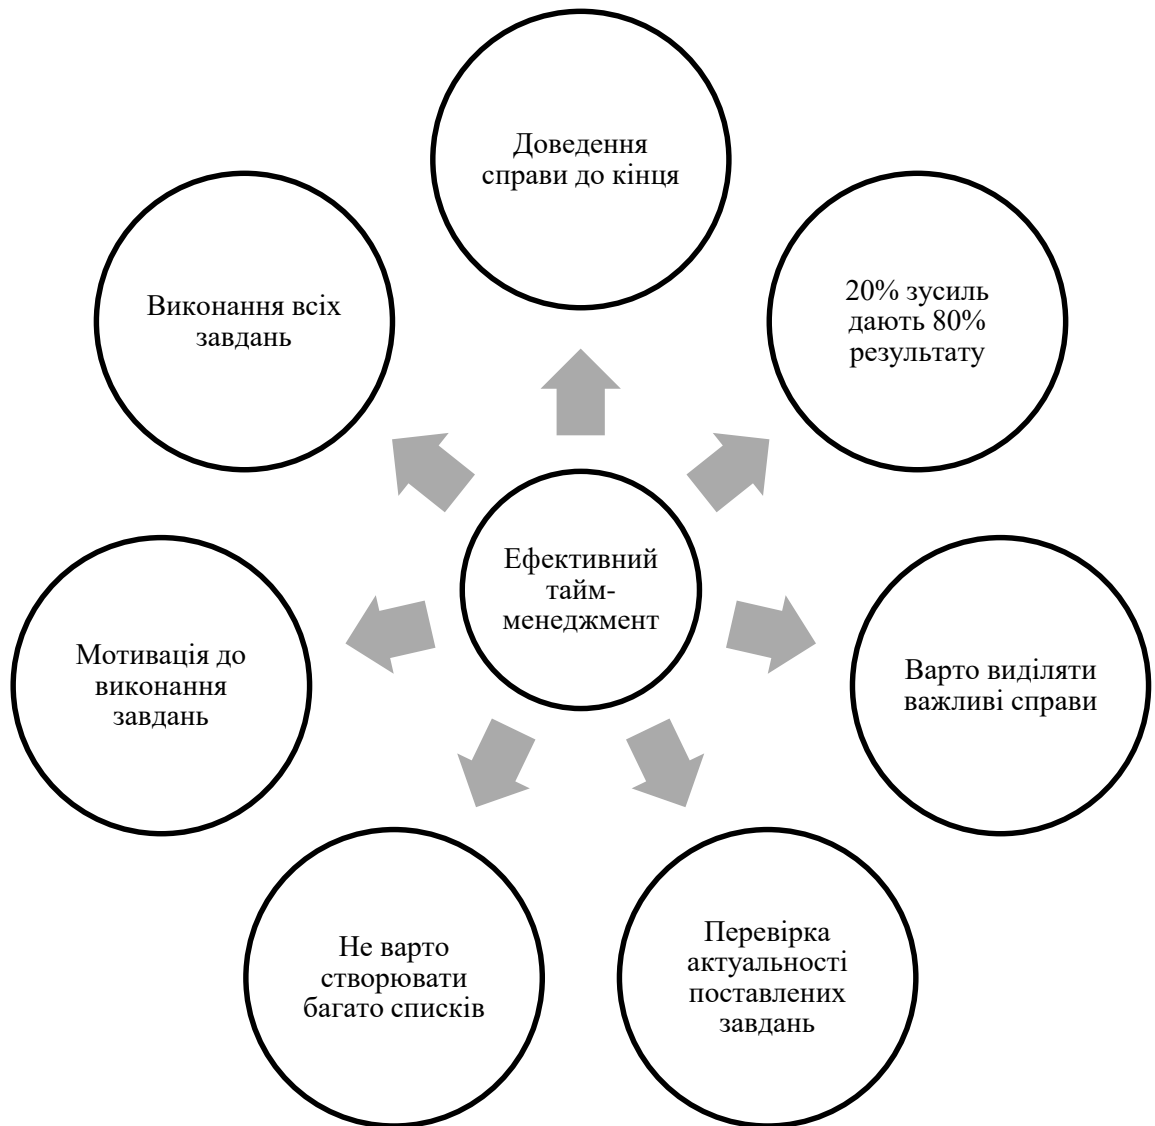 Доведення
справи до кінця
20% зусиль
дають 80%
результату
Варто виділяти
важливі справи
Перевірка
актуальності
поставлених
завдань
Не варто
створювати
багато списків
Мотивація до
виконання
завдань
Виконання всіх
завдань
Ефективний
тайм-
менеджмент